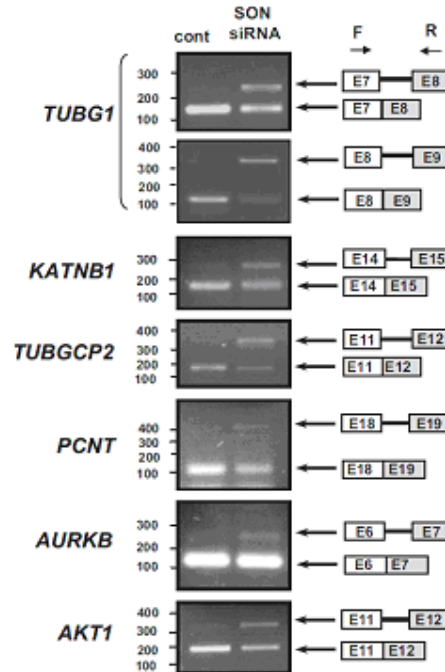 SON
cont siRNA F R
300 E7 E8
200
100 E7 E8
TUBG1
400
300 E8 E9
200
100 E8 E9
KATNB1
300 E14 E15
200
100 E14 E15
TUBGCP2
400 E11 E12
300
200
100 E11 E12
PCNT
400 E18 E19
300
200
100 E18 E19
AURKB
300 E6 E7
200
100 E6 E7
AKT1
400 E11 E12
300
200
100 E11 E12